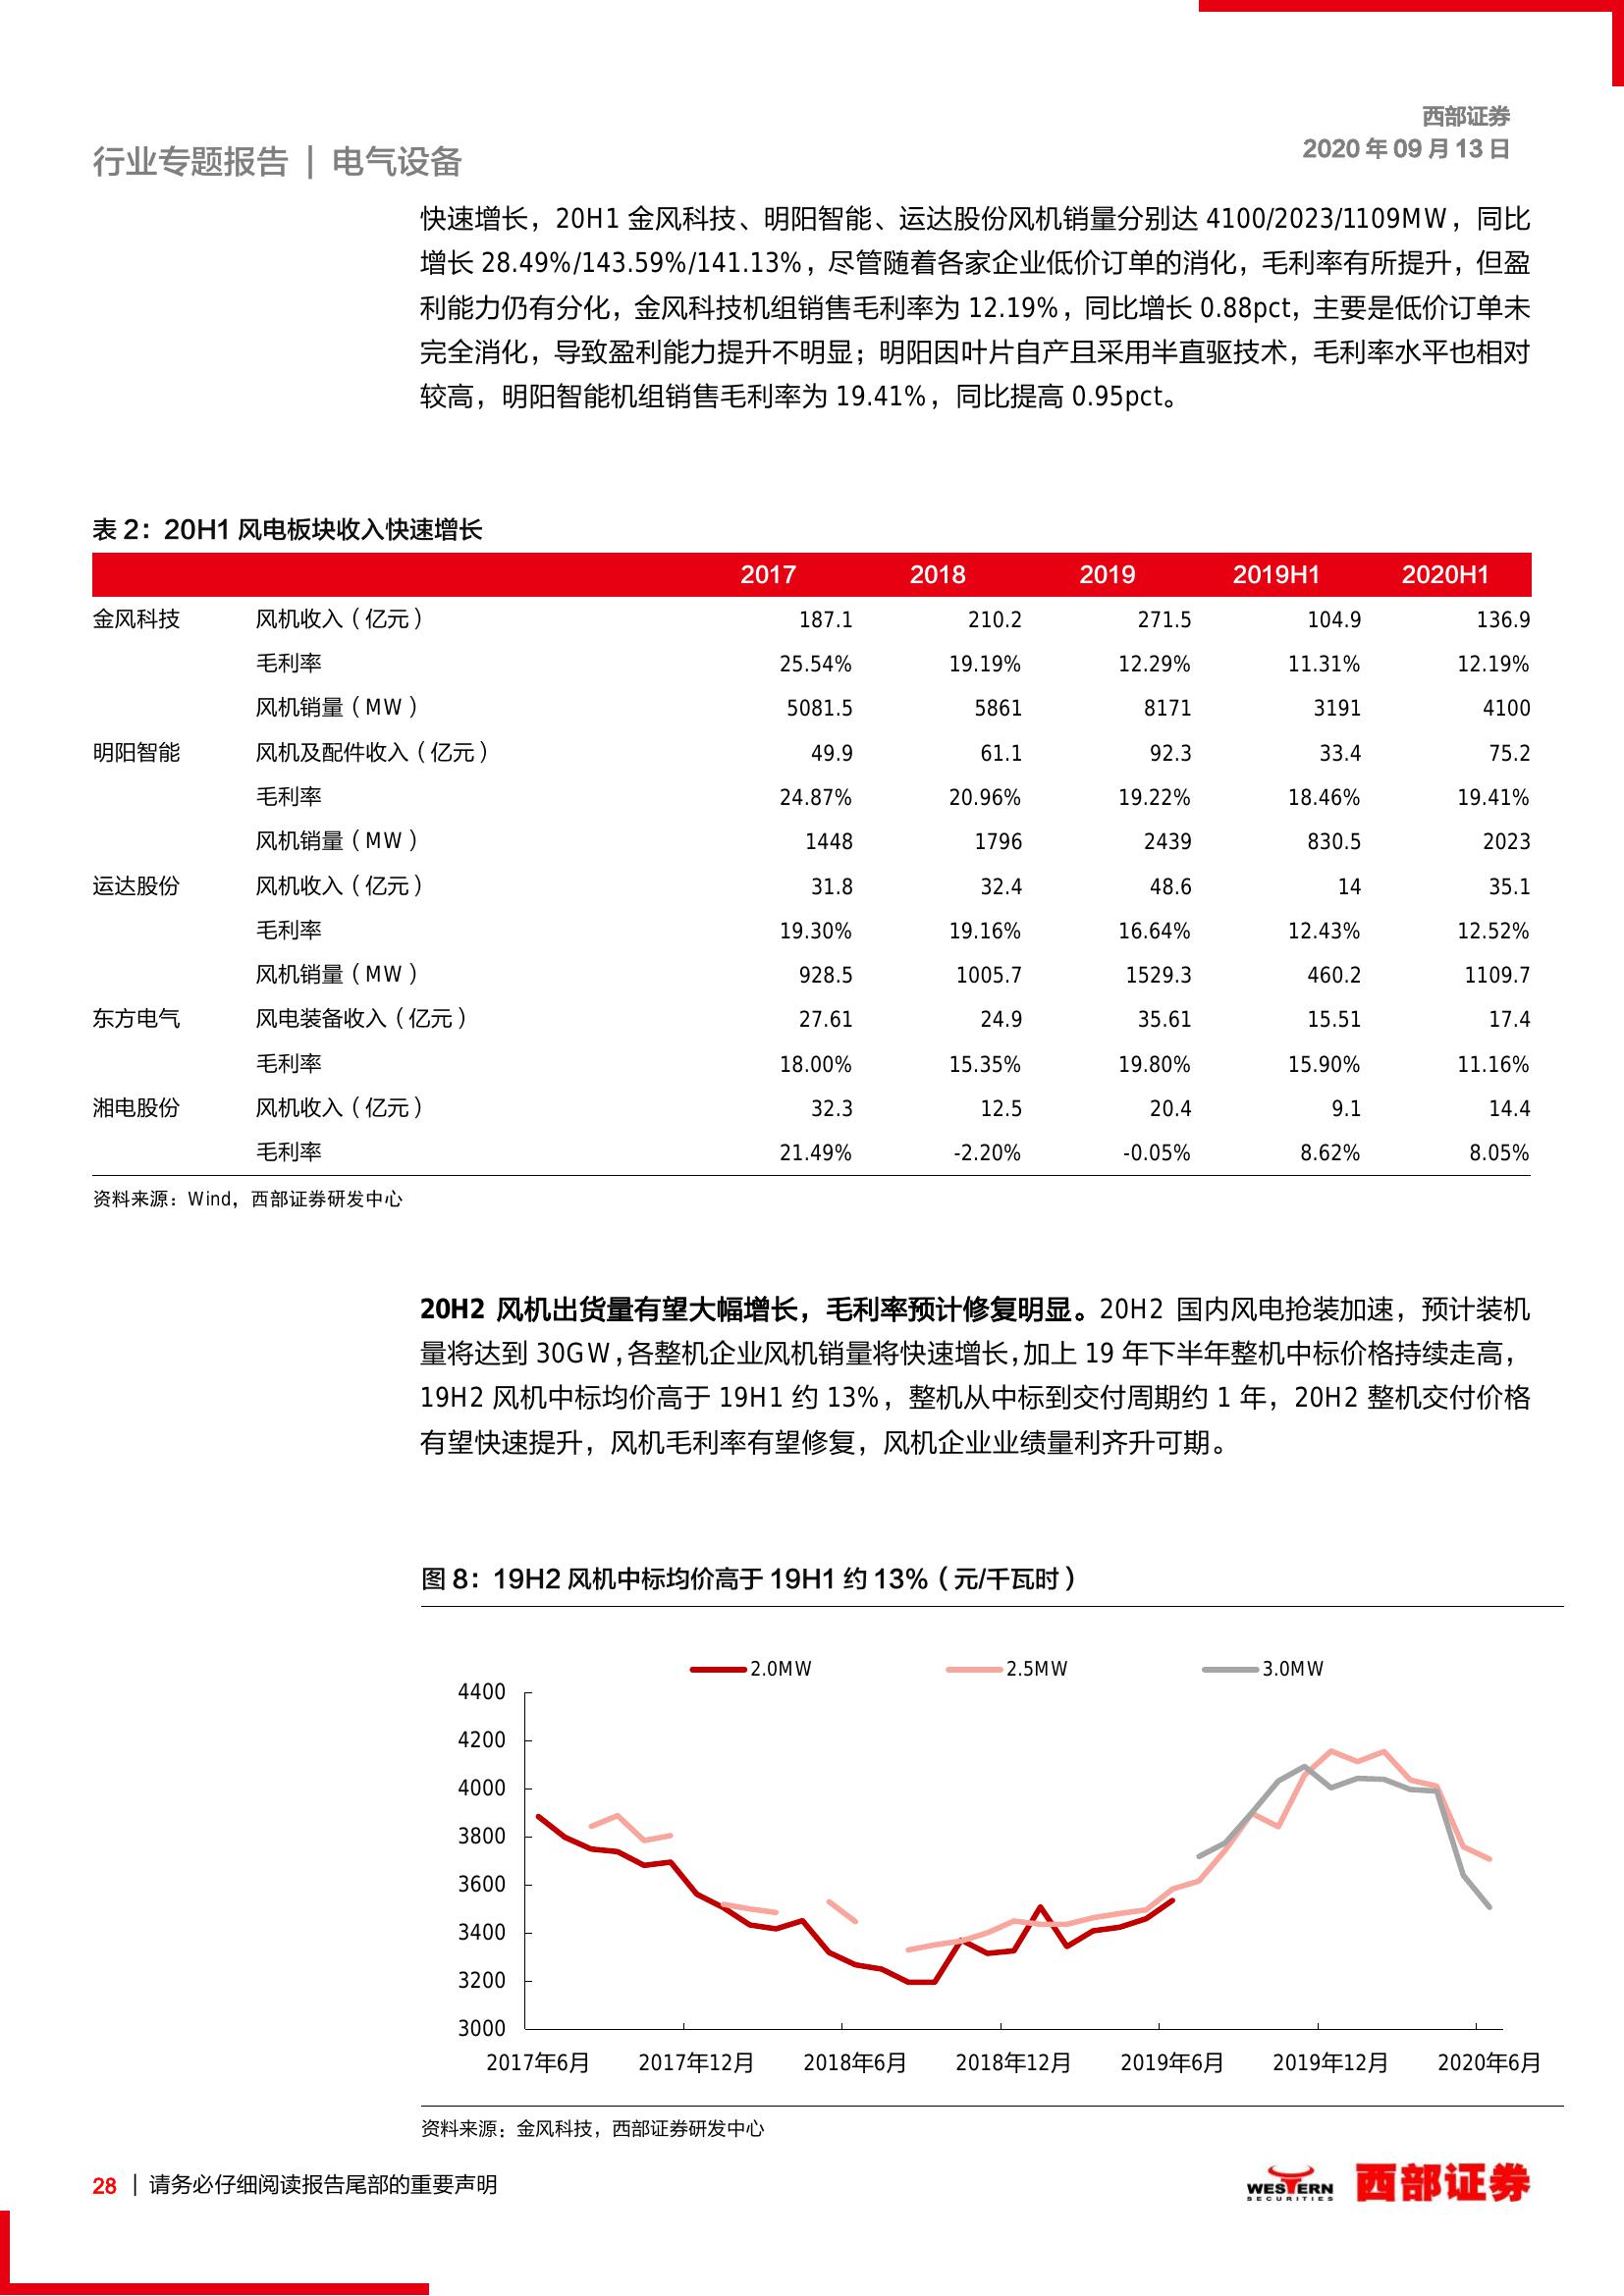 西部证券
2020 年 09 月 13 日
行业专题报告 | 电气设备
快速增长，20H1 金风科技、明阳智能、运达股份风机销量分别达 4100/2023/1109MW，同比
增长 28.49%/143.59%/141.13%，尽管随着各家企业低价订单的消化，毛利率有所提升，但盈
利能力仍有分化，金风科技机组销售毛利率为 12.19%，同比增长 0.88pct，主要是低价订单未
完全消化，导致盈利能力提升不明显；明阳因叶片自产且采用半直驱技术，毛利率水平也相对
较高，明阳智能机组销售毛利率为 19.41%，同比提高 0.95pct。
表 2：20H1 风电板块收入快速增长
2017 2018 2019 2019H1 2020H1
金风科技 风机收入（亿元） 187.1 210.2 271.5 104.9 136.9
毛利率 25.54% 19.19% 12.29% 11.31% 12.19%
风机销量（MW） 5081.5 5861 8171 3191 4100
明阳智能 风机及配件收入（亿元） 49.9 61.1 92.3 33.4 75.2
毛利率 24.87% 20.96% 19.22% 18.46% 19.41%
风机销量（MW） 1448 1796 2439 830.5 2023
运达股份 风机收入（亿元） 31.8 32.4 48.6 14 35.1
毛利率 19.30% 19.16% 16.64% 12.43% 12.52%
风机销量（MW） 928.5 1005.7 1529.3 460.2 1109.7
东方电气 风电装备收入（亿元） 27.61 24.9 35.61 15.51 17.4
毛利率 18.00% 15.35% 19.80% 15.90% 11.16%
湘电股份 风机收入（亿元） 32.3 12.5 20.4 9.1 14.4
毛利率 21.49% -2.20% -0.05% 8.62% 8.05%
资料来源：Wind，西部证券研发中心
20H2 风机出货量有望大幅增长，毛利率预计修复明显。20H2 国内风电抢装加速，预计装机
量将达到 30GW，各整机企业风机销量将快速增长，加上 19 年下半年整机中标价格持续走高，
19H2 风机中标均价高于 19H1 约 13%，整机从中标到交付周期约 1 年，20H2 整机交付价格
有望快速提升，风机毛利率有望修复，风机企业业绩量利齐升可期。
图 8：19H2 风机中标均价高于 19H1 约 13%（元/千瓦时）
2.0MW 2.5MW 3.0MW
4400
4200
4000
3800
3600
3400
3200
3000
2017年6月 2017年12月 2018年6月 2018年12月 2019年6月 2019年12月 2020年6月
资料来源：金风科技，西部证券研发中心
28 | 请务必仔细阅读报告尾部的重要声明
WESTERN
SECURITIES
西部证券